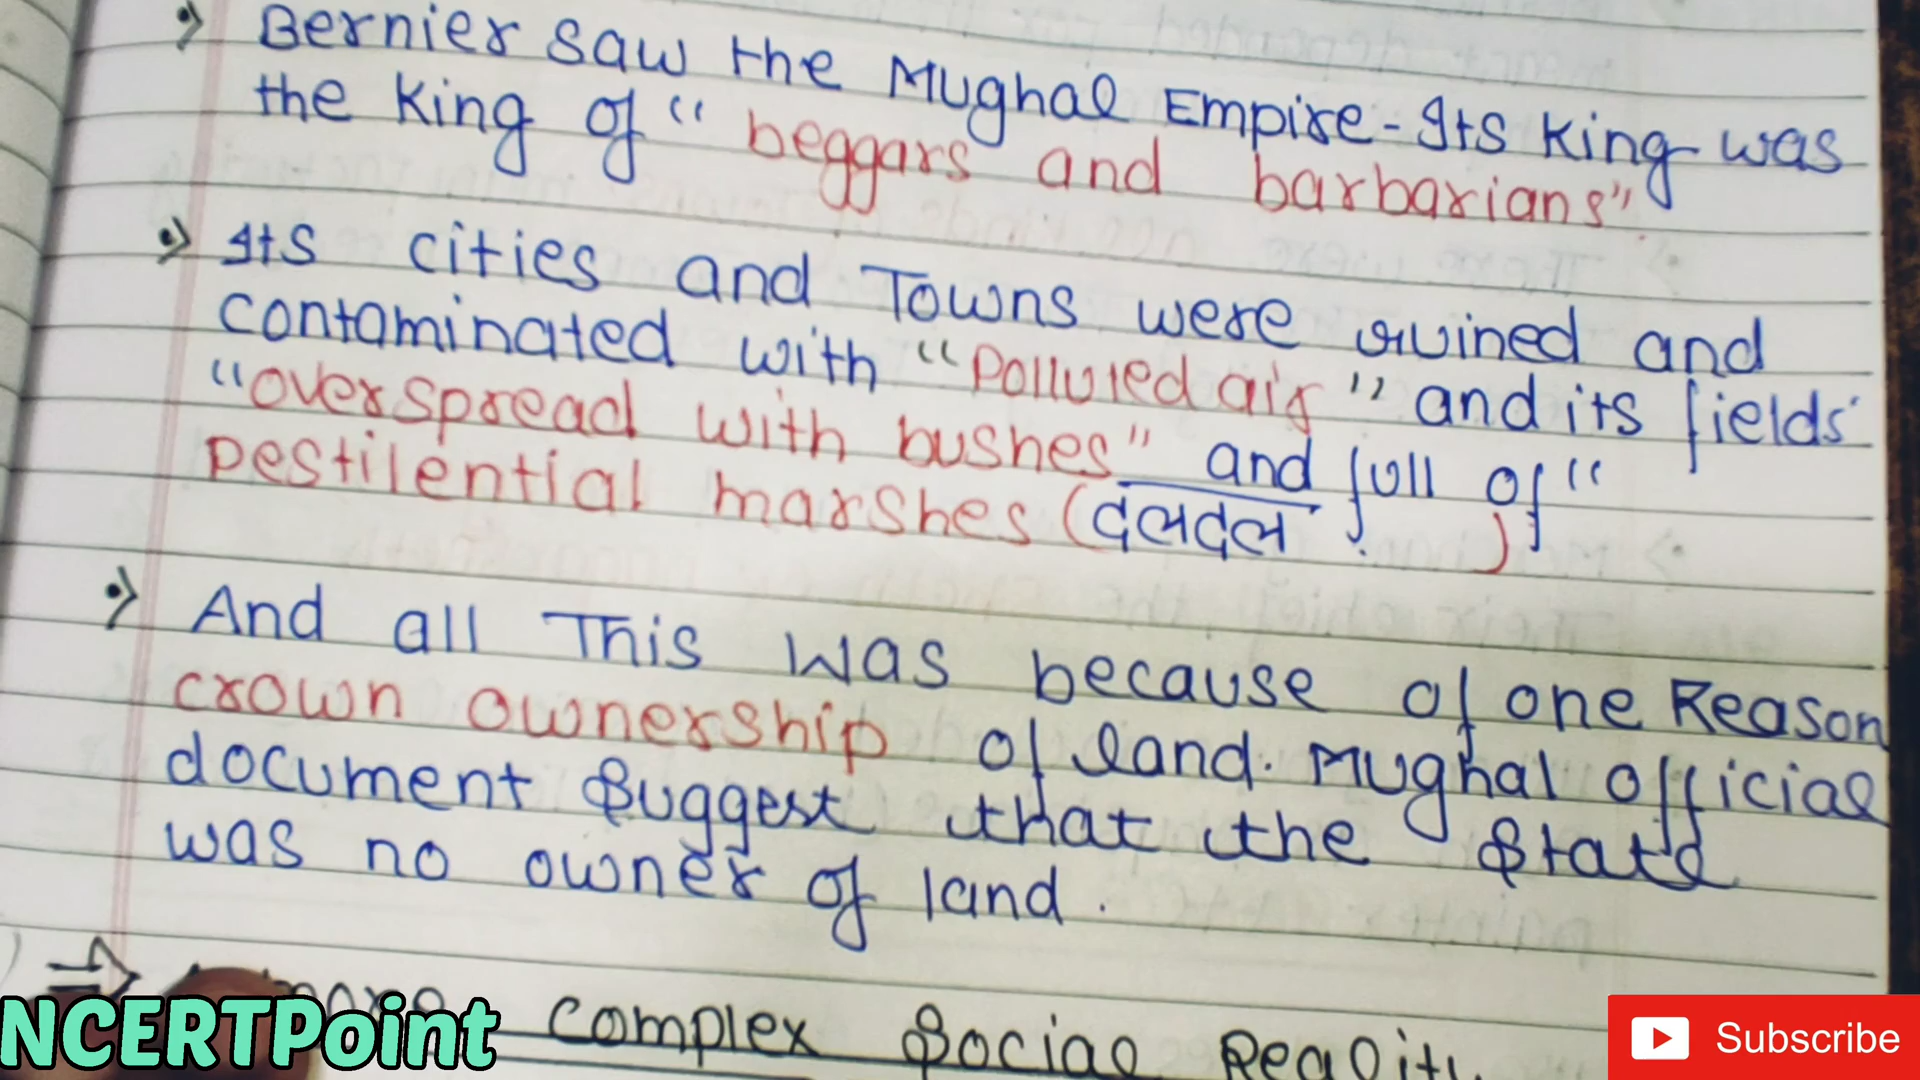 Bernier saw the Mughal Empire - Its King was
the King of "beggars and barbarians"
Its cities and Towns were ruined and
contaminated with "Polluted air" and its fields
"overspread with bushes" and full of "
pestilential marshes (दलदल)
And all This was because of one Reason
crown ownership of land. Mughal official
document suggest that the state
was no owner of land.
more complex social Reality
NCERTPoint
Subscribe